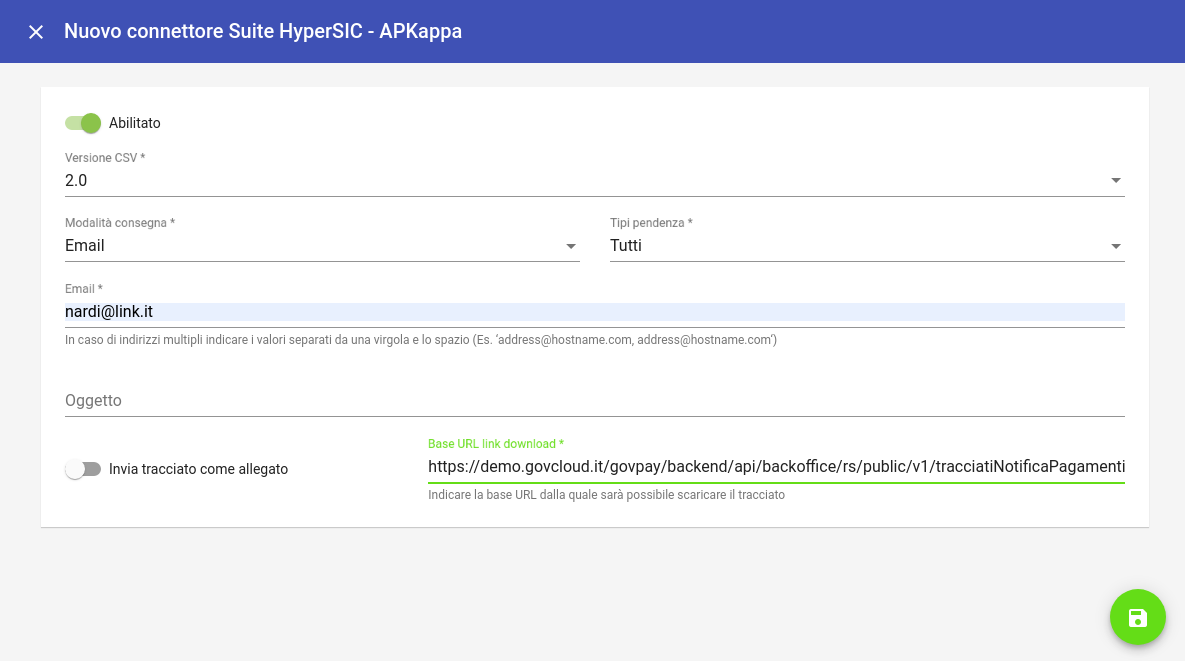 Nuovo connettore Suite HyperSIC - APKappa
Abilitato
Versione CSV *
2.0
Modalità consegna *
Email
Tipi pendenza *
Tutti
Email *
nardi@link.it
In caso di indirizzi multipli indicare i valori separati da una virgola e lo spazio (Es. 'address@hostname.com, address@hostname.com')
Oggetto
Invia tracciato come allegato
Base URL link download *
https://demo.govcloud.it/govpay/backend/api/backoffice/rs/public/v1/tracciatiNotificaPagamenti
Indicare la base URL dalla quale sarà possibile scaricare il tracciato